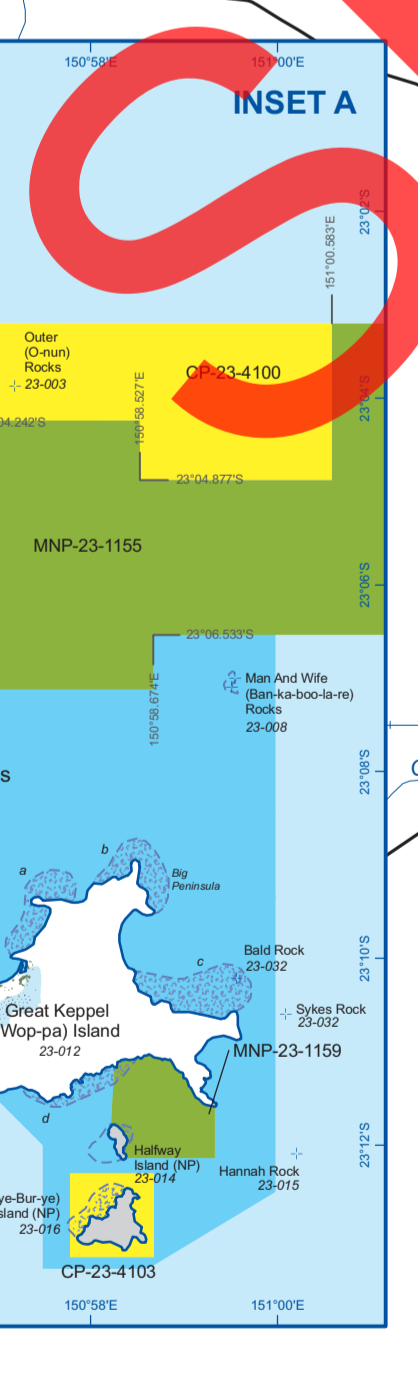 150°58'E
151°00'E
INSET A
23°02'S
151°00.583'E
Outer
(O-nun)
Rocks
23-003
CP-23-4100
150°58.527'E
23°04'S
04.242'S
23°04.877'S
MNP-23-1155
23°06'S
23°06.533'S
150°58.674'E
Man And Wife
(Ban-ka-boo-la-re)
Rocks
23-008
s
23°08'S
b
a
Big
Peninsula
c
Bald Rock
23-032
23°10'S
Great Keppel
Wop-pa) Island
23-012
Sykes Rock
23-032
MNP-23-1159
d
23°12'S
Halfway
Island (NP)
23-014
Hannah Rock
23-015
ye-Bur-ye)
sland (NP)
23-016
CP-23-4103
150°58'E
151°00'E